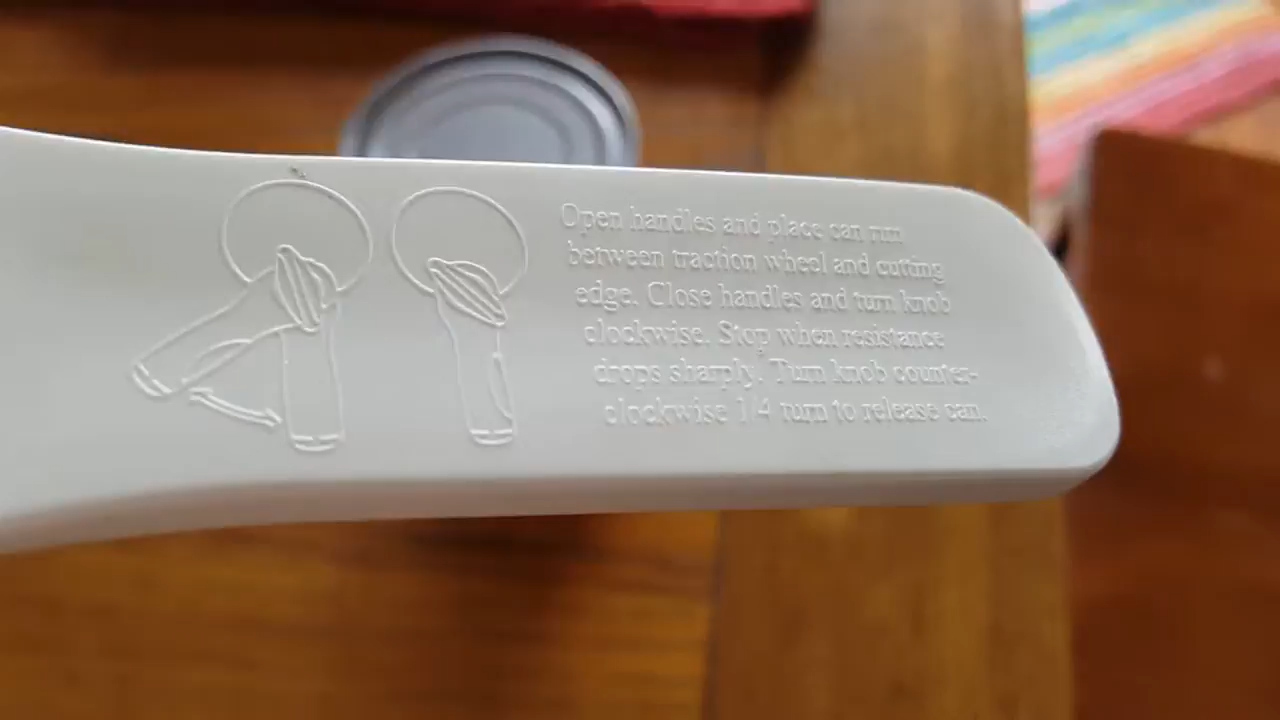 Open handles and place can rim
between traction wheel and cutting
edge. Close handles and turn knob
clockwise. Stop when resistance
drops sharply. Turn knob counter-
clockwise 1/4 turn to release can.